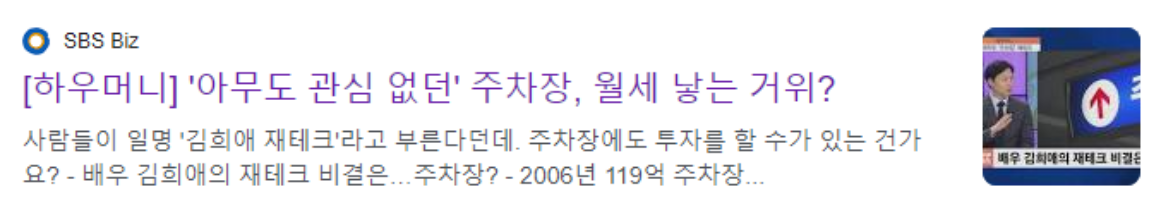 SBS Biz
[하우머니] '아무도 관심 없던' 주차장, 월세 낳는 거위?
사람들이 일명 '김희애 재테크'라고 부른다던데. 주차장에도 투자를 할 수가 있는 건가
요? - 배우 김희애의 재테크 비결은...주차장? - 2006년 119억 주차장...
배우 김희애의 재테크 비결은